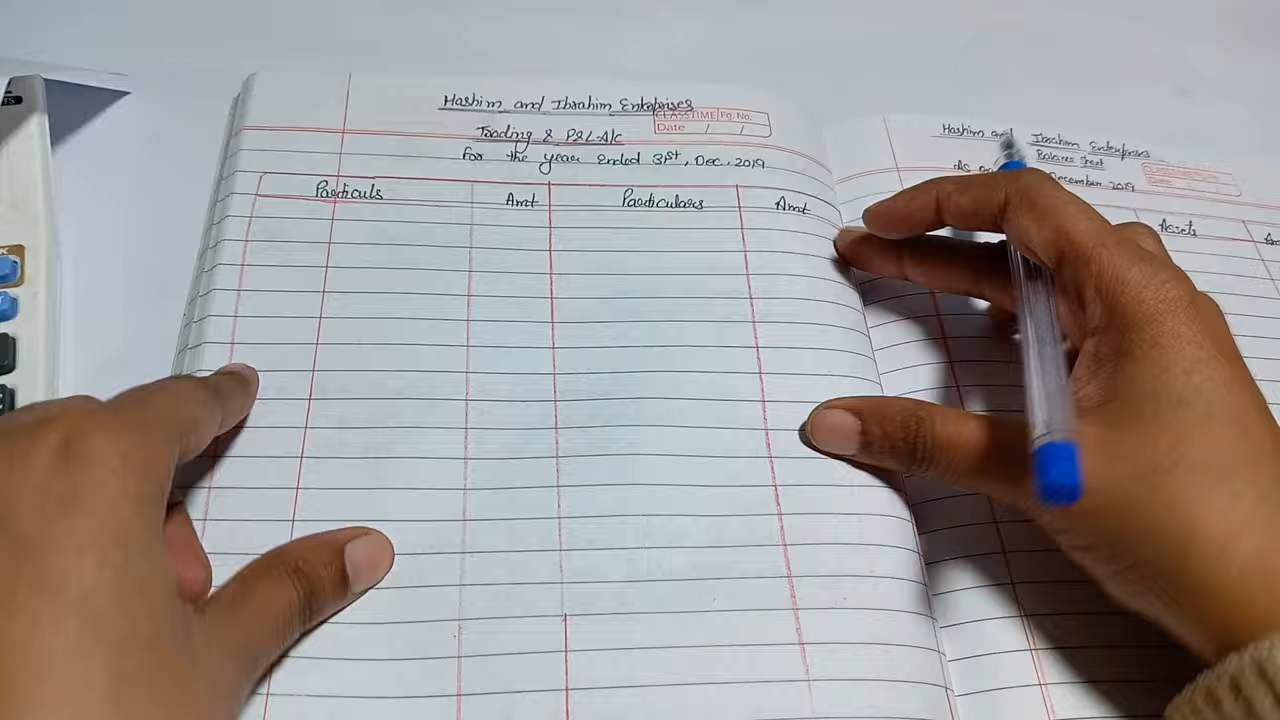 Hashim and Ibrahim Enterprises
CLASSTIME Pg. No.
Date / /
Trading & P&L A/c
For the year ended 31st, Dec, 2019
Particuls Amt Particulars Amt
Hashim and Ibrahim Enterprises
Balance Sheet
As December 2019
Assets